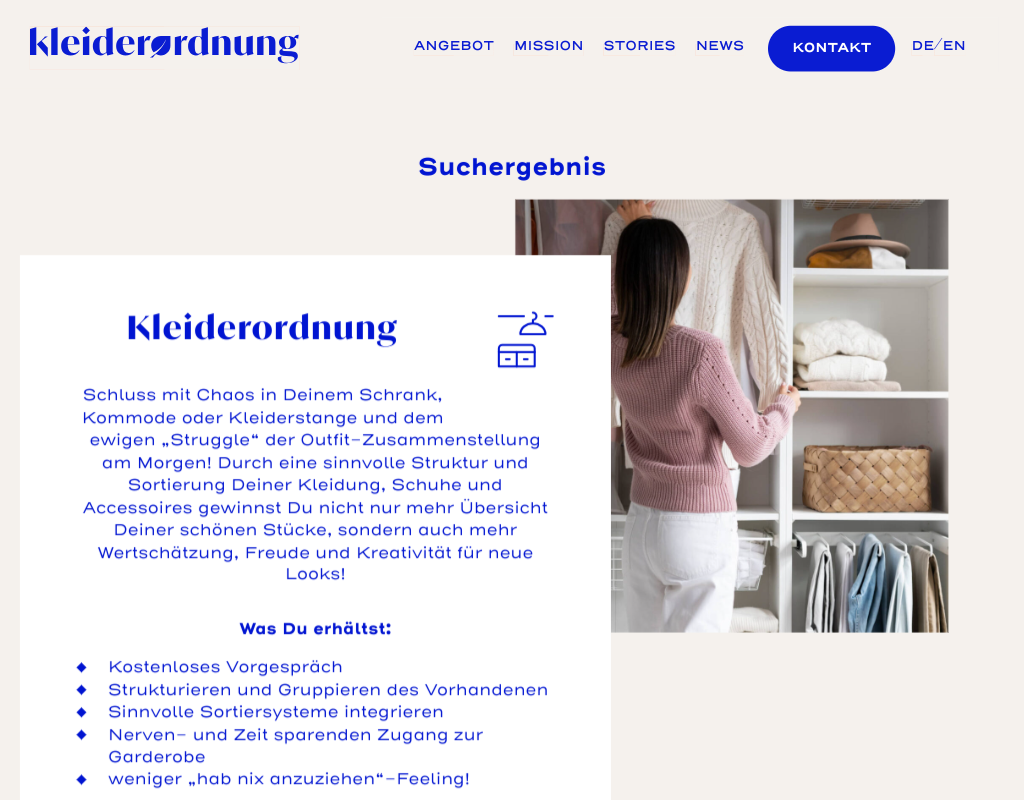 kleiderordnung
ANGEBOT MISSION STORIES NEWS KONTAKT DE/EN
Suchergebnis
Kleiderordnung
Schluss mit Chaos in Deinem Schrank,
Kommode oder Kleiderstange und dem
ewigen „Struggle“ der Outfit-Zusammenstellung
am Morgen! Durch eine sinnvolle Struktur und
Sortierung Deiner Kleidung, Schuhe und
Accessoires gewinnst Du nicht nur mehr Übersicht
Deiner schönen Stücke, sondern auch mehr
Wertschätzung, Freude und Kreativität für neue
Looks!
Was Du erhältst:
◆ Kostenloses Vorgespräch
◆ Strukturieren und Gruppieren des Vorhandenen
◆ Sinnvolle Sortiersysteme integrieren
◆ Nerven- und Zeit sparenden Zugang zur
Garderobe
◆ weniger „hab nix anzuziehen“-Feeling!